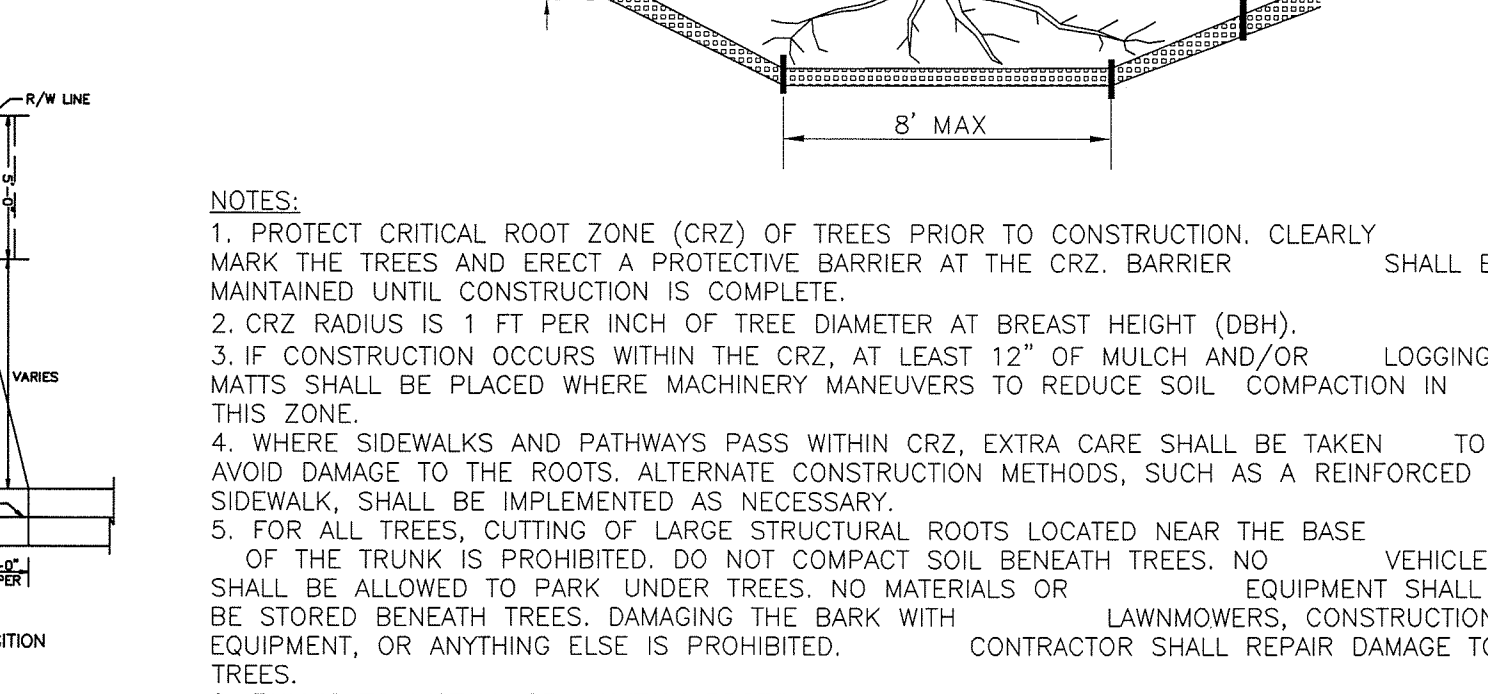 R/W LINE
5'-0"
VARIES
8' MAX
NOTES:
1. PROTECT CRITICAL ROOT ZONE (CRZ) OF TREES PRIOR TO CONSTRUCTION. CLEARLY
MARK THE TREES AND ERECT A PROTECTIVE BARRIER AT THE CRZ. BARRIER SHALL B
MAINTAINED UNTIL CONSTRUCTION IS COMPLETE.
2. CRZ RADIUS IS 1 FT PER INCH OF TREE DIAMETER AT BREAST HEIGHT (DBH).
3. IF CONSTRUCTION OCCURS WITHIN THE CRZ, AT LEAST 12" OF MULCH AND/OR LOGGING
MATTS SHALL BE PLACED WHERE MACHINERY MANEUVERS TO REDUCE SOIL COMPACTION IN
THIS ZONE.
4. WHERE SIDEWALKS AND PATHWAYS PASS WITHIN CRZ, EXTRA CARE SHALL BE TAKEN TO
AVOID DAMAGE TO THE ROOTS. ALTERNATE CONSTRUCTION METHODS, SUCH AS A REINFORCED
SIDEWALK, SHALL BE IMPLEMENTED AS NECESSARY.
5. FOR ALL TREES, CUTTING OF LARGE STRUCTURAL ROOTS LOCATED NEAR THE BASE
OF THE TRUNK IS PROHIBITED. DO NOT COMPACT SOIL BENEATH TREES. NO VEHICLE
SHALL BE ALLOWED TO PARK UNDER TREES. NO MATERIALS OR EQUIPMENT SHALL
BE STORED BENEATH TREES. DAMAGING THE BARK WITH LAWNMOWERS, CONSTRUCTION
EQUIPMENT, OR ANYTHING ELSE IS PROHIBITED. CONTRACTOR SHALL REPAIR DAMAGE TO
TREES.
-0"
PER
SITION